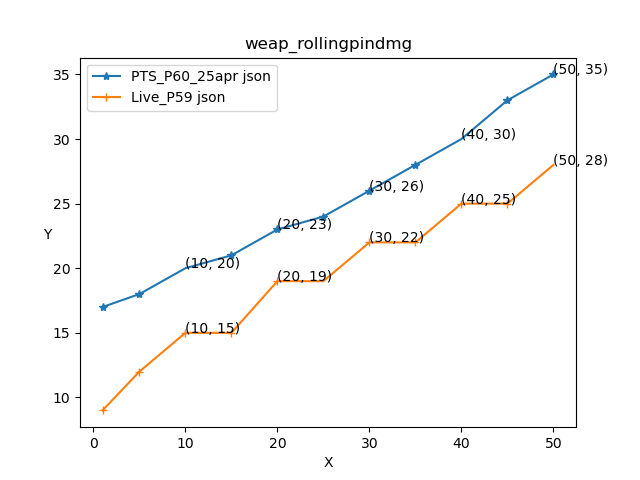 weap_rollingpindmg
PTS_P60_25apr json
Live_P59 json
35
30
25
20
15
10
Y
(50, 35)
(40, 30)
(50, 28)
(30, 26)
(40, 25)
(20, 23)
(30, 22)
(10, 20)
(20, 19)
(10, 15)
0 10 20 30 40 50
X